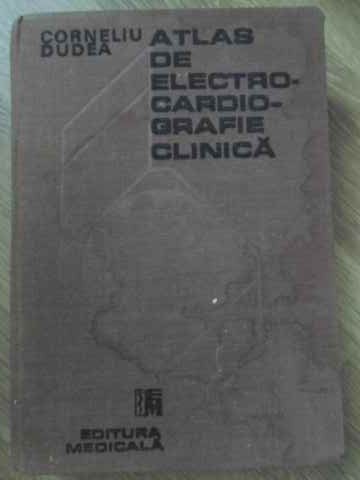 CORNELIU
DUDEA
ATLAS
DE
ELECTRO-
CARDIO-
GRAFIE
CLINICĂ
EDITURA
MEDICALĂ